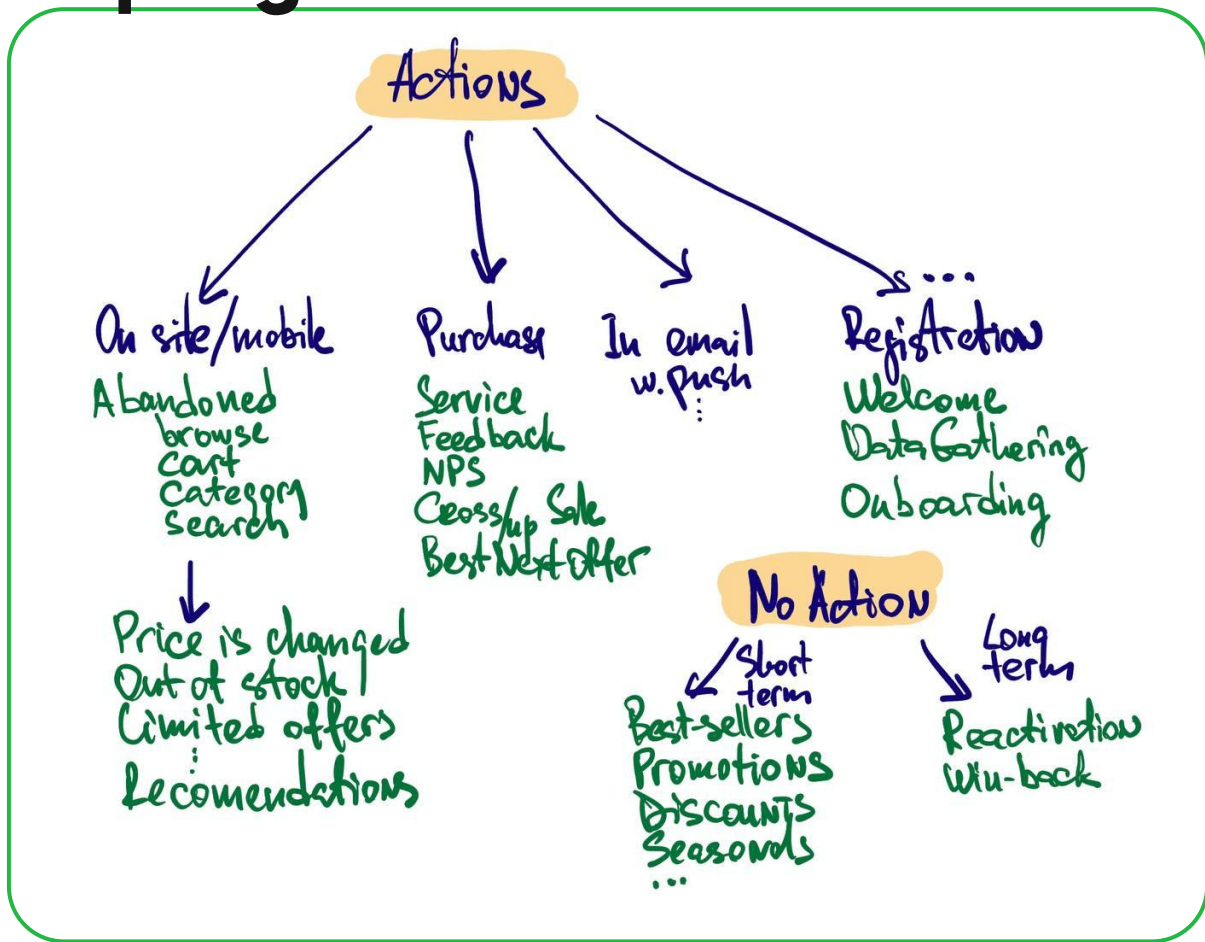 Actions
On site/mobile
Abandoned
browse
cart
category
search
Price is changed
Out of stock
Limited offers
Recomendations
Purchase
Service
Feedback
NPS
Cross/up Sale
Best Next Offer
In email
w. push
...
Registration
Welcome
Data Gathering
Onboarding
No Action
Short
term
Best-sellers
Promotions
Discounts
Seasonals
...
Long
term
Reactivation
Win-back